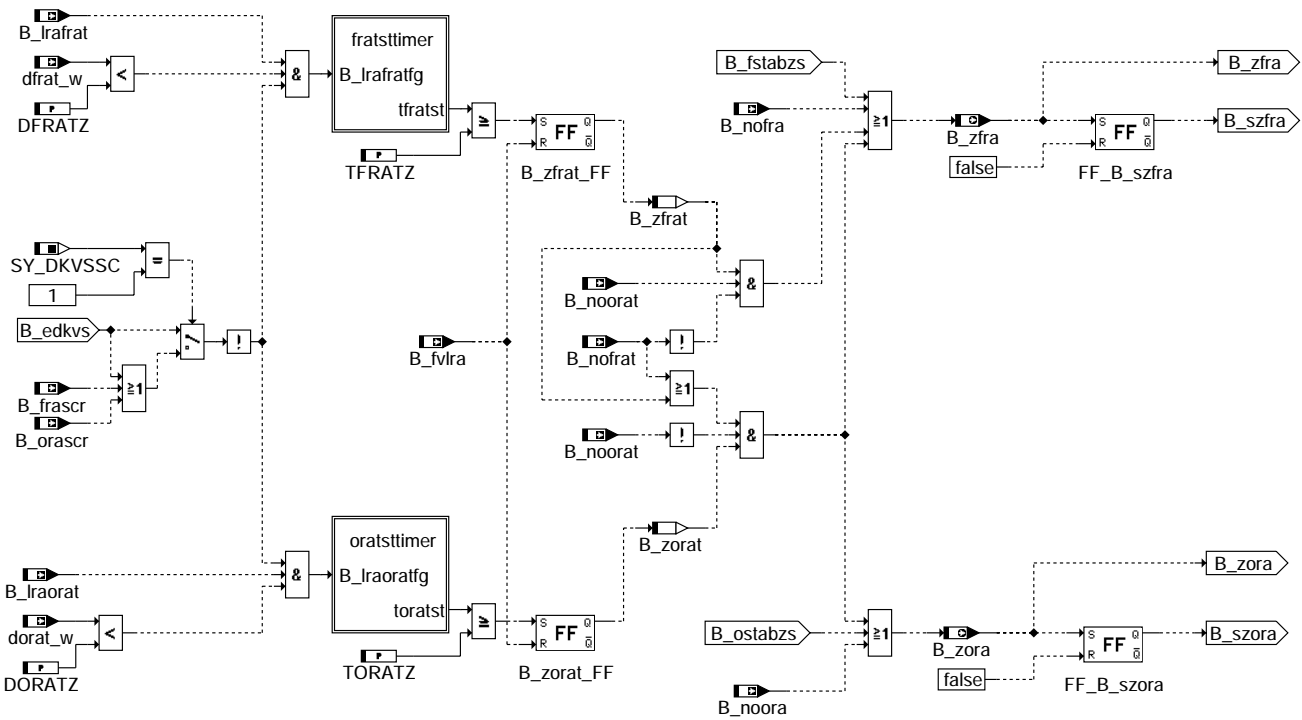 B_lrafrat
dfrat_w
<
P
DFRATZ
&
fratsttimer
B_lrafratfg
tfratst
≥
P
TFRATZ
S Q
FF
R Q̅
B_zfrat_FF
B_fstabzs
B_nofra
≥1
B_zfra
false
S Q
FF
R Q̅
FF_B_szfra
B_zfra
B_szfra
B_zfrat
SY_DKVSSC
=
1
B_edkvs
!
≥1
B_frascr
B_orascr
B_fvlra
B_noorat
&
B_nofrat
!
≥1
B_noorat
!
&
B_zorat
B_lraorat
dorat_w
<
P
DORATZ
&
oratsttimer
B_lraoratfg
toratst
≥
P
TORATZ
S Q
FF
R Q̅
B_zorat_FF
B_ostabzs
B_noora
≥1
B_zora
false
S Q
FF
R Q̅
FF_B_szora
B_zora
B_szora